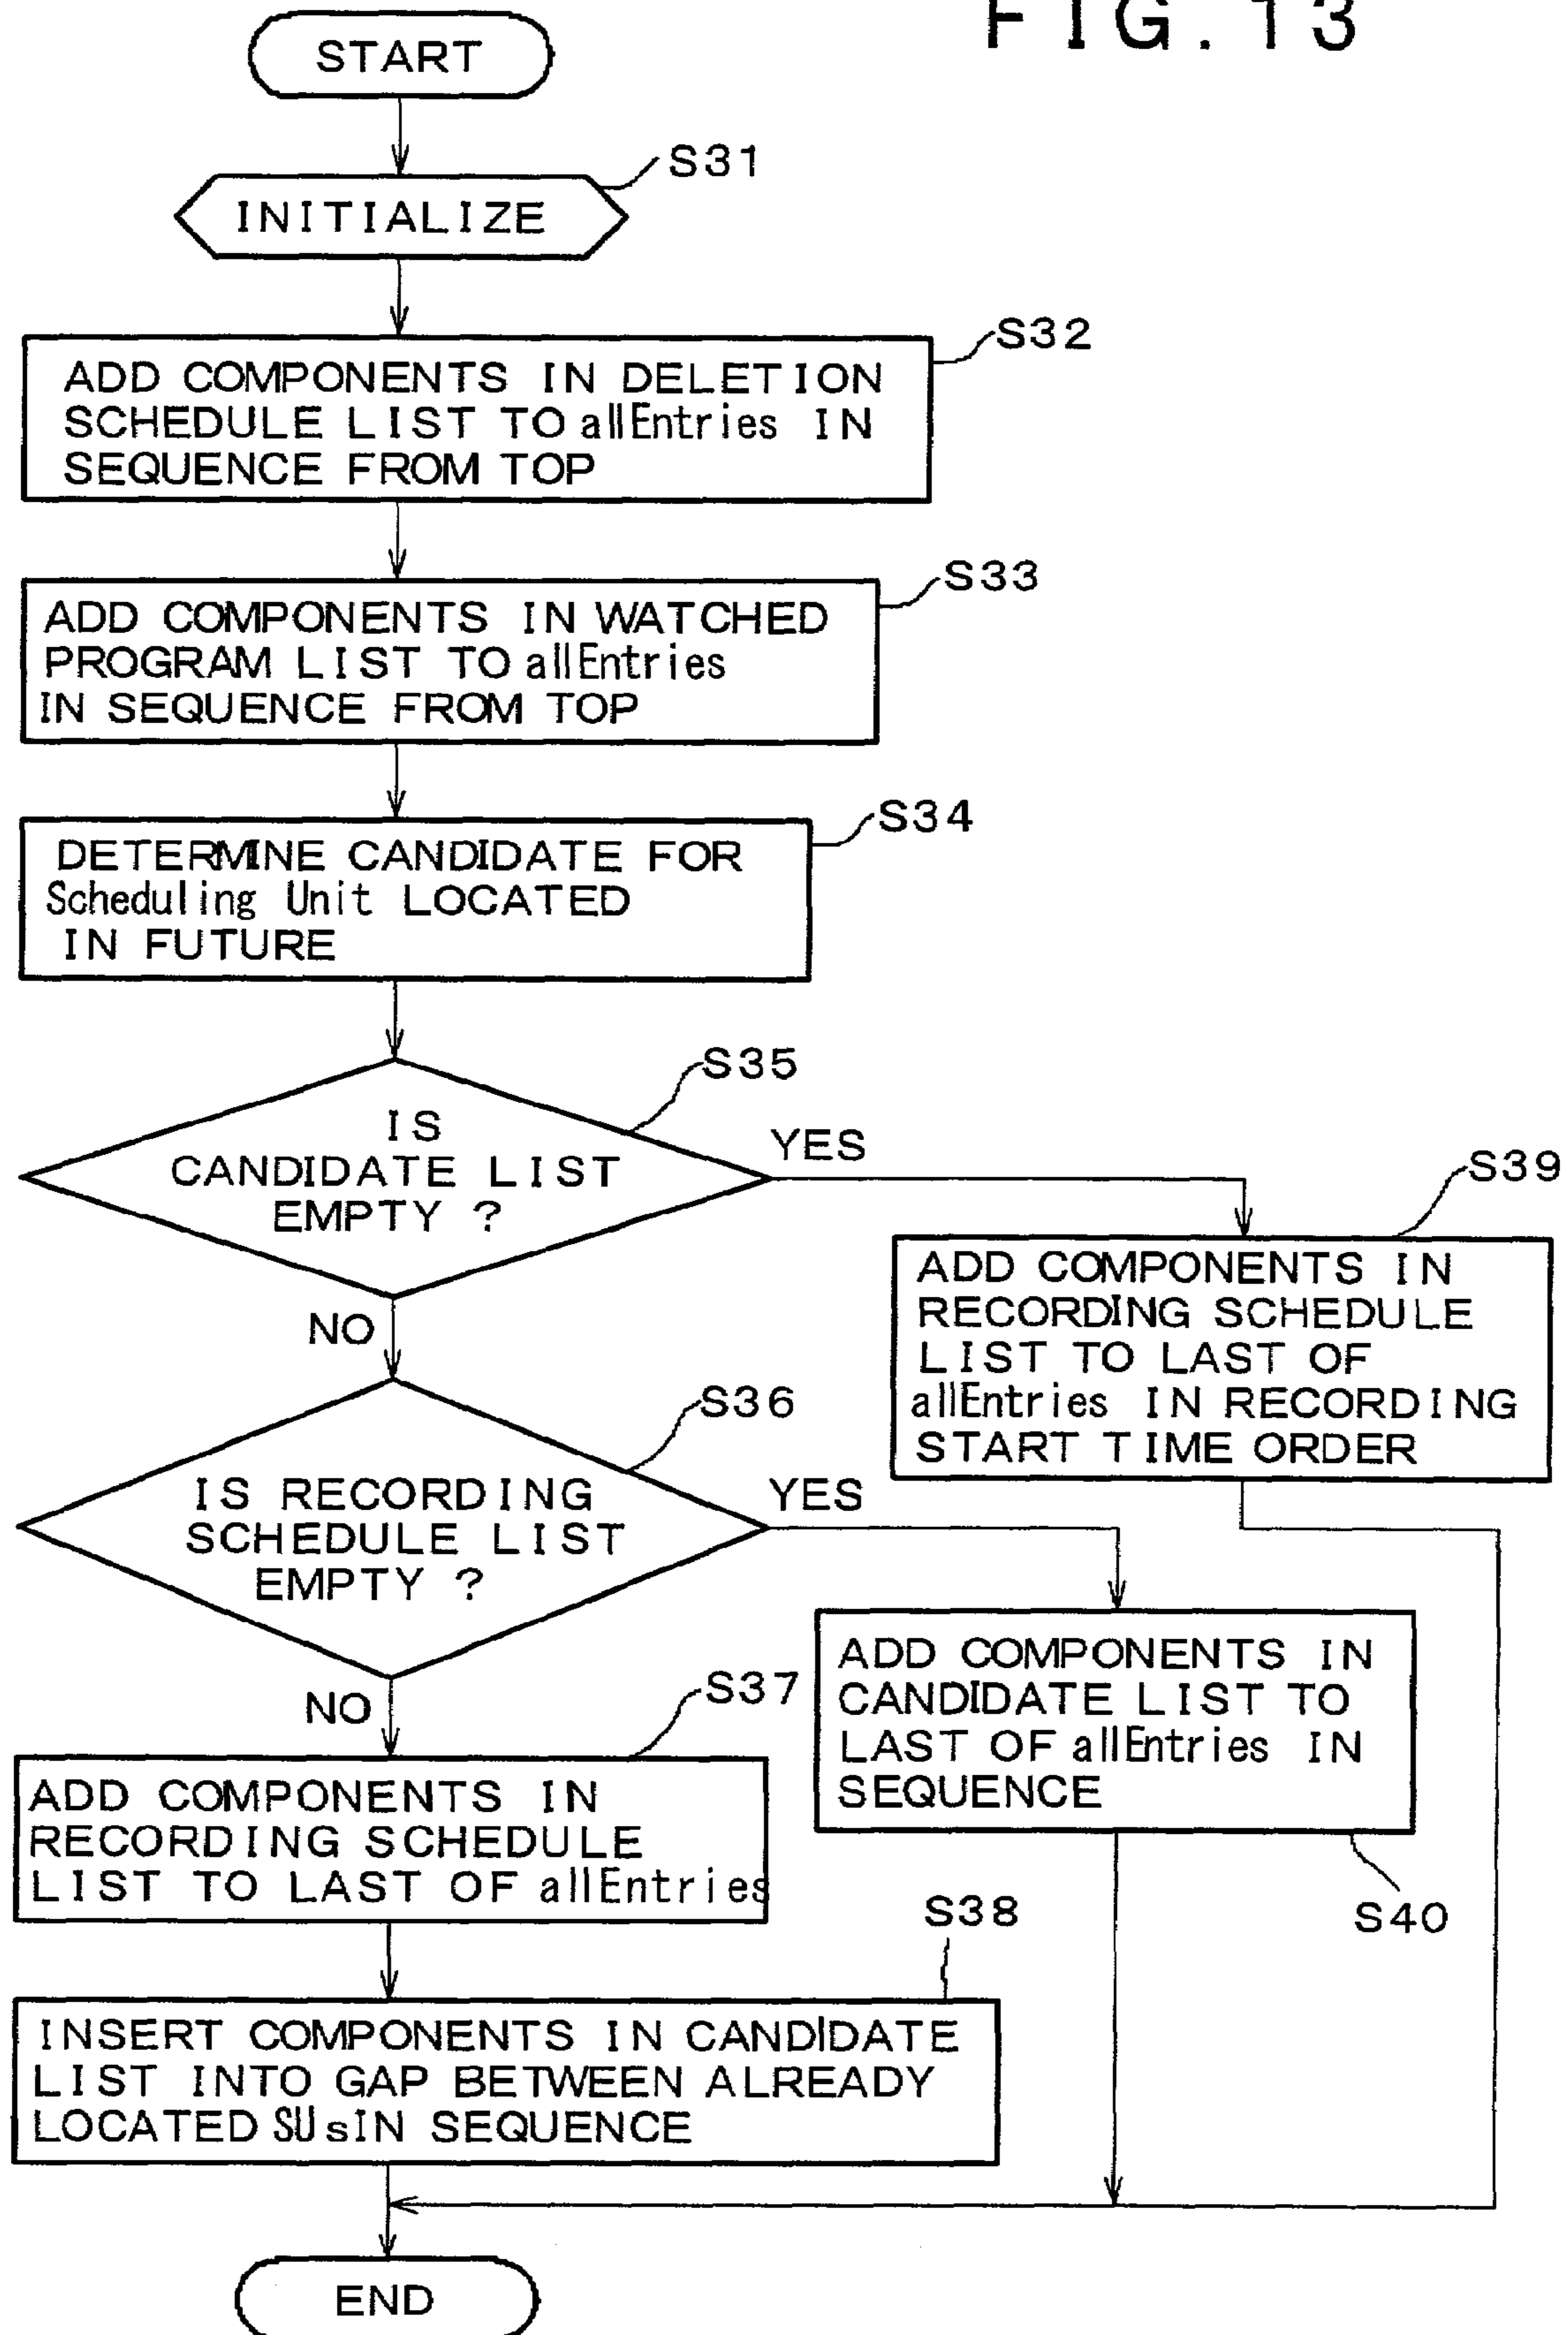 FIG. 13
START
S31
INITIALIZE
S32
ADD COMPONENTS IN DELETION
SCHEDULE LIST TO allEntries IN
SEQUENCE FROM TOP
S33
ADD COMPONENTS IN WATCHED
PROGRAM LIST TO allEntries
IN SEQUENCE FROM TOP
S34
DETERMINE CANDIDATE FOR
Scheduling Unit LOCATED
IN FUTURE
S35
IS
CANDIDATE LIST
EMPTY ?
YES
NO
S39
ADD COMPONENTS IN
RECORDING SCHEDULE
LIST TO LAST OF
allEntries IN RECORDING
START TIME ORDER
S36
IS RECORDING
SCHEDULE LIST
EMPTY ?
YES
NO
ADD COMPONENTS IN
CANDIDATE LIST TO
LAST OF allEntries IN
SEQUENCE
S40
S37
ADD COMPONENTS IN
RECORDING SCHEDULE
LIST TO LAST OF allEntries
S38
INSERT COMPONENTS IN CANDIDATE
LIST INTO GAP BETWEEN ALREADY
LOCATED SUsIN SEQUENCE
END